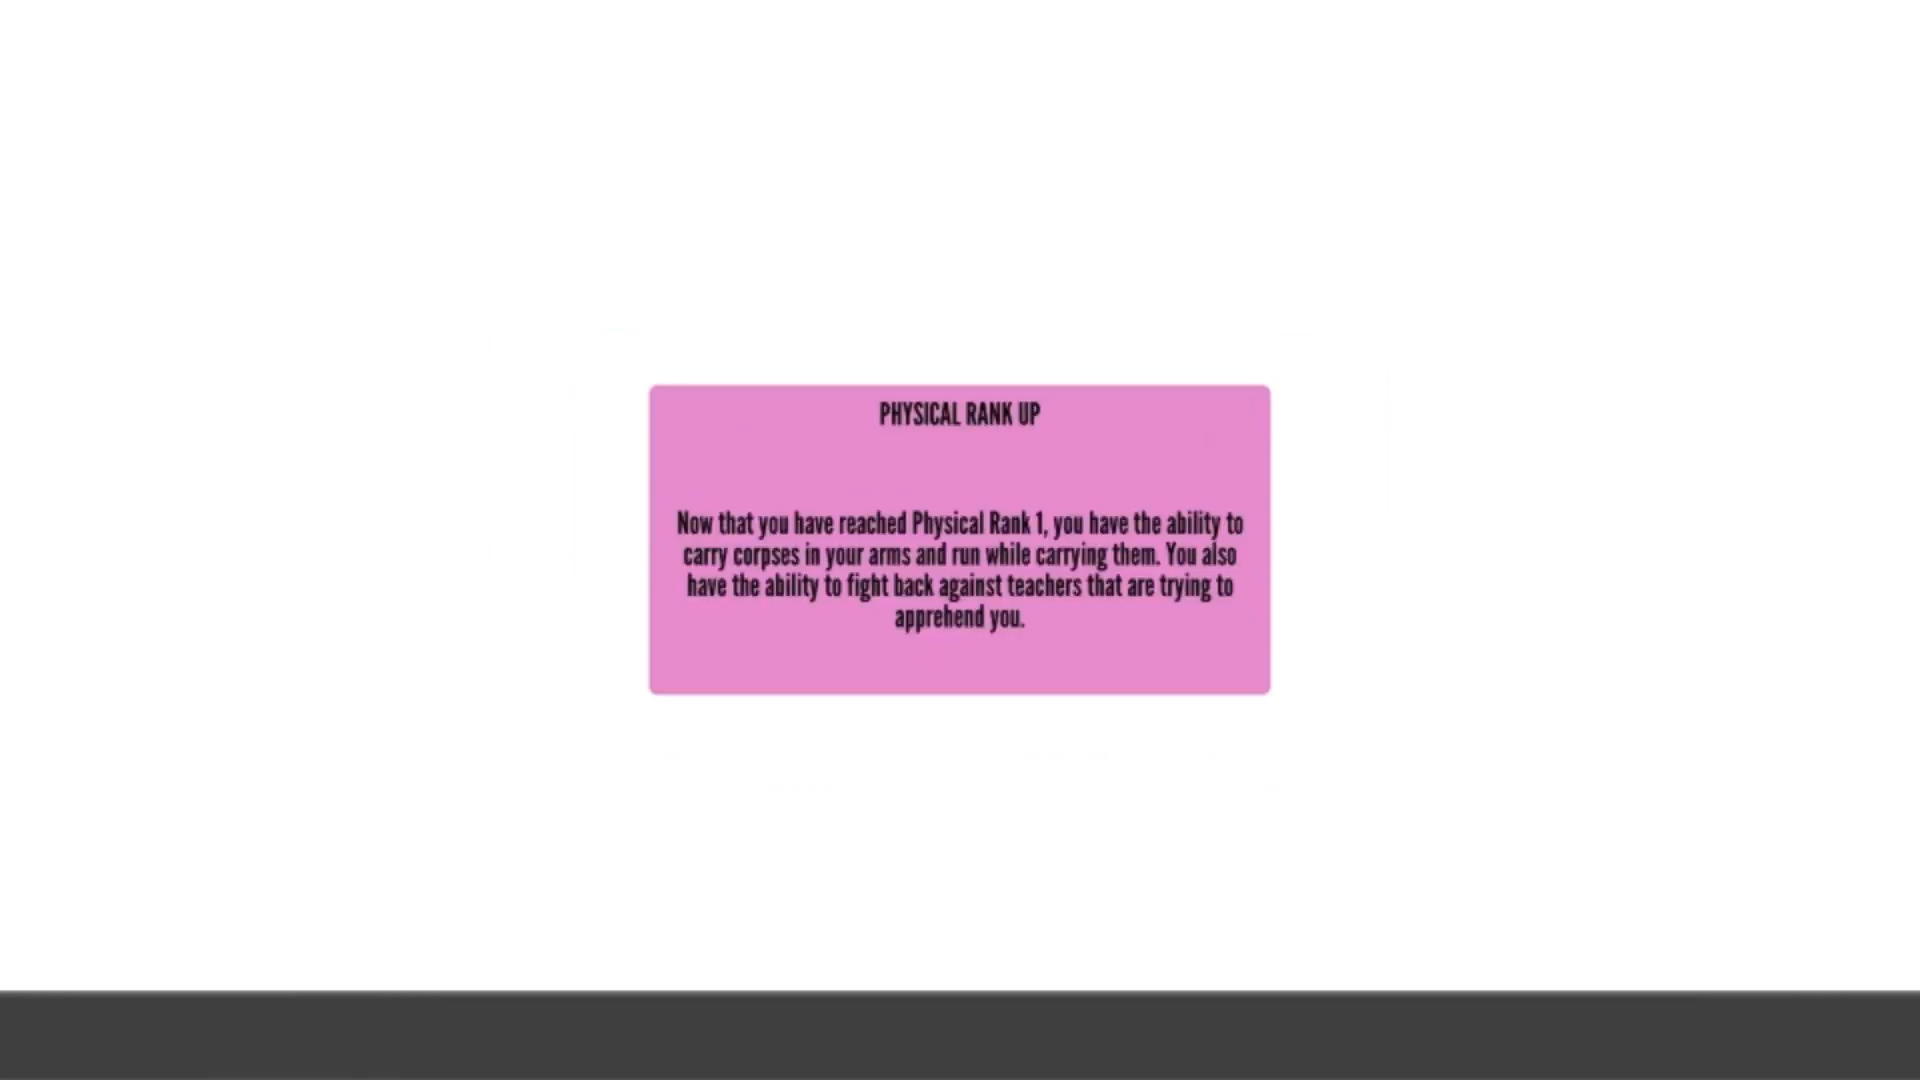 PHYSICAL RANK UP
Now that you have reached Physical Rank 1, you have the ability to
carry corpses in your arms and run while carrying them. You also
have the ability to fight back against teachers that are trying to
apprehend you.